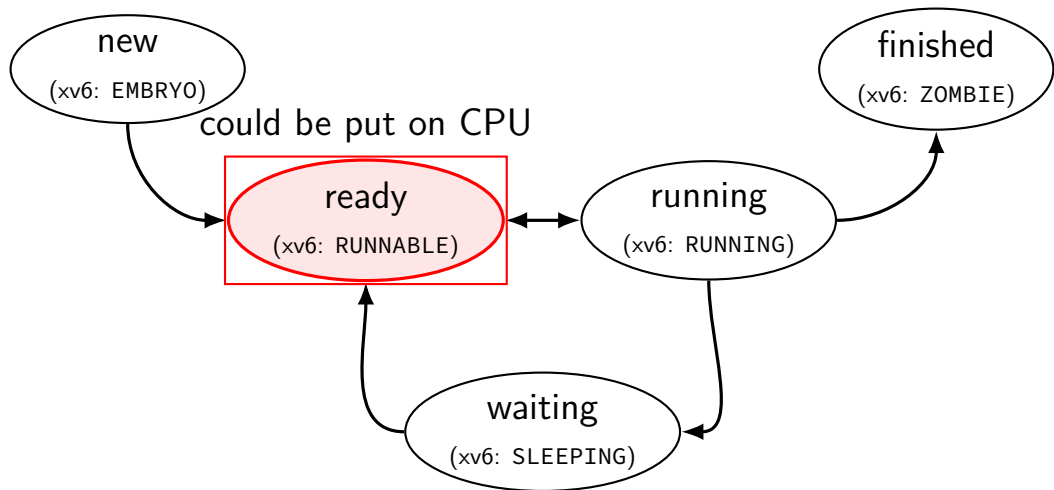 new
(xv6: EMBRYO)
finished
(xv6: ZOMBIE)
could be put on CPU
ready
(xv6: RUNNABLE)
running
(xv6: RUNNING)
waiting
(xv6: SLEEPING)